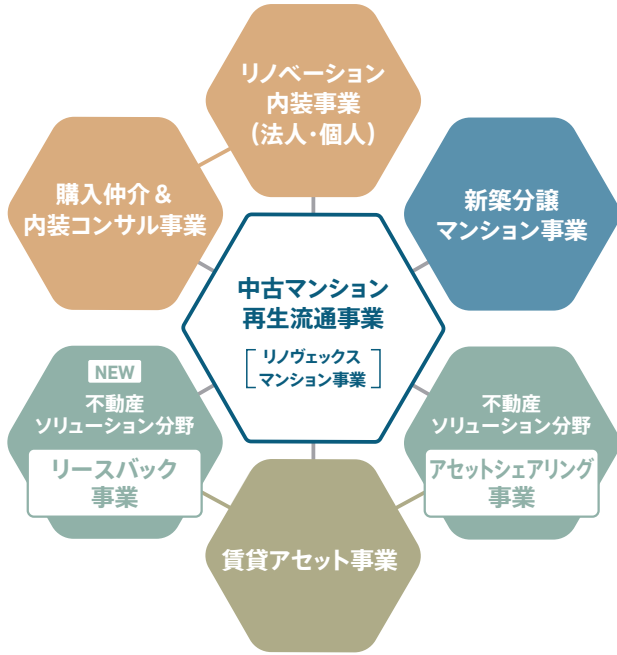 リノベーション
内装事業
(法人・個人)
購入仲介&
内装コンサル事業
新築分譲
マンション事業
中古マンション
再生流通事業
リノヴェックス
マンション事業
NEW
不動産
ソリューション分野
リースバック
事業
不動産
ソリューション分野
アセットシェアリング
事業
賃貸アセット事業